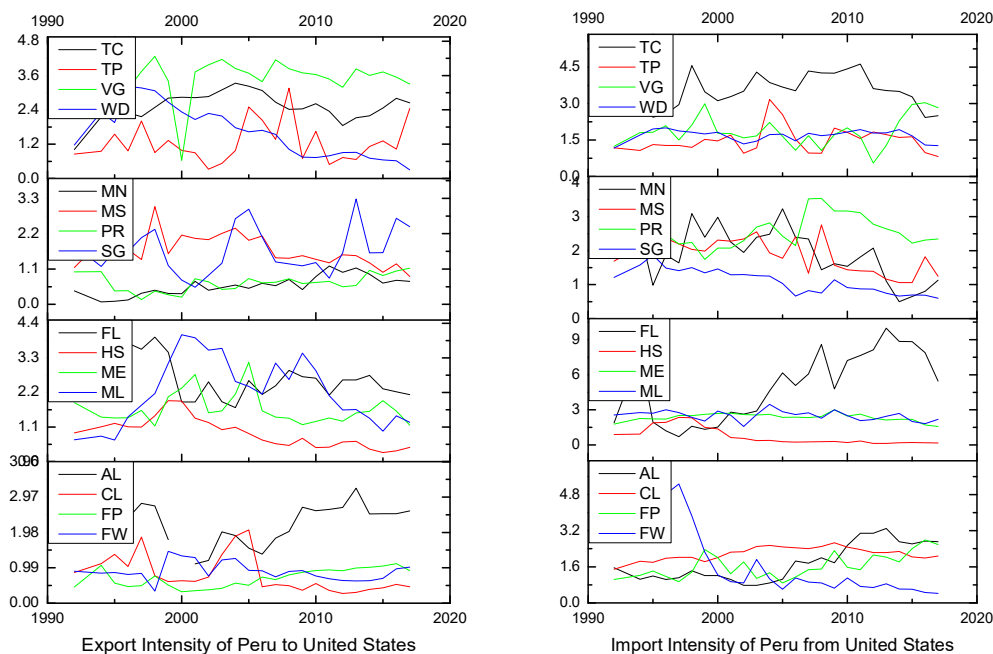 1990 2000 2010 2020
4.8
3.6
2.4
1.2
0.0
TC
TP
VG
WD
3.3
2.2
1.1
0.0
MN
MS
PR
SG
4.4
3.3
2.2
1.1
FL
HS
ME
ML
2.97
1.98
0.99
0.00
AL
CL
FP
FW
1990 2000 2010 2020
Export Intensity of Peru to United States
1990 2000 2010 2020
4.5
3.0
1.5
0.0
TC
TP
VG
WD
4
3
2
1
0
MN
MS
PR
SG
9
6
3
0
FL
HS
ME
ML
4.8
3.2
1.6
0.0
AL
CL
FP
FW
1990 2000 2010 2020
Import Intensity of Peru from United States